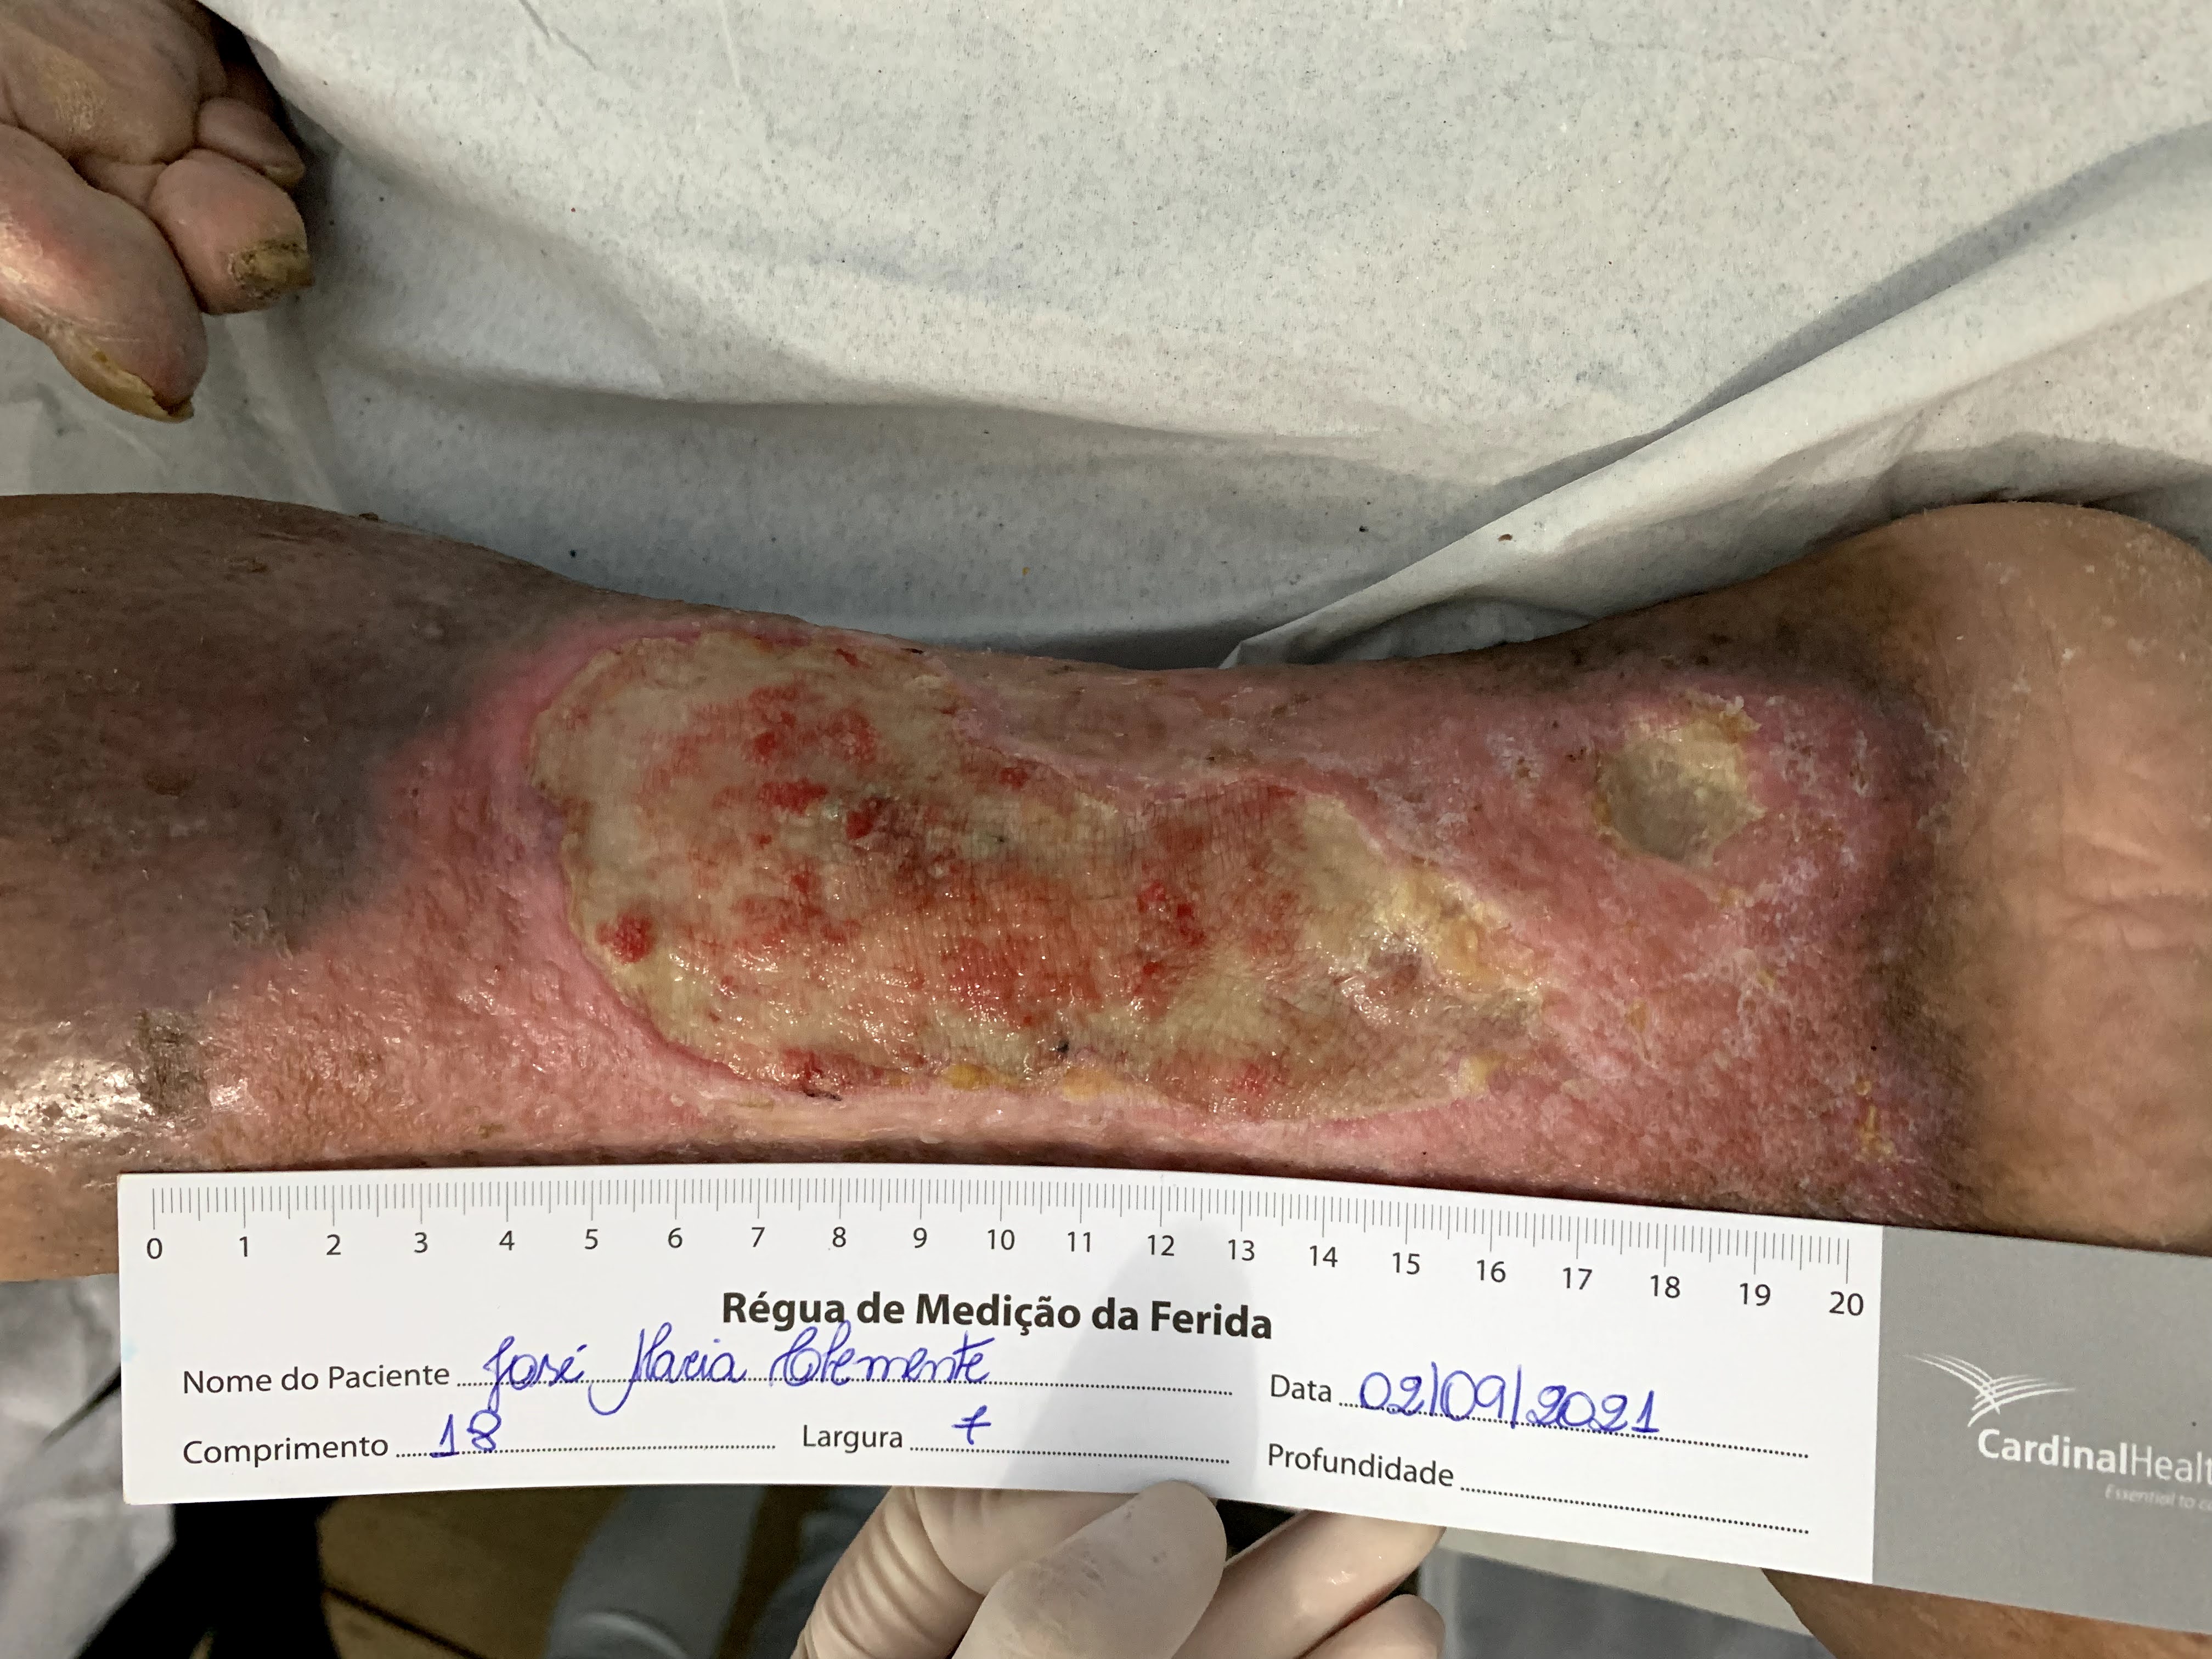 0 1 2 3 4 5 6 7 8 9 10 11 12 13 14 15 16 17 18 19 20
Régua de Medição da Ferida
Nome do Paciente José Clemente Data 02/09/2021
Comprimento 18 Largura 7 Profundidade
CardinalHealt
Essential to